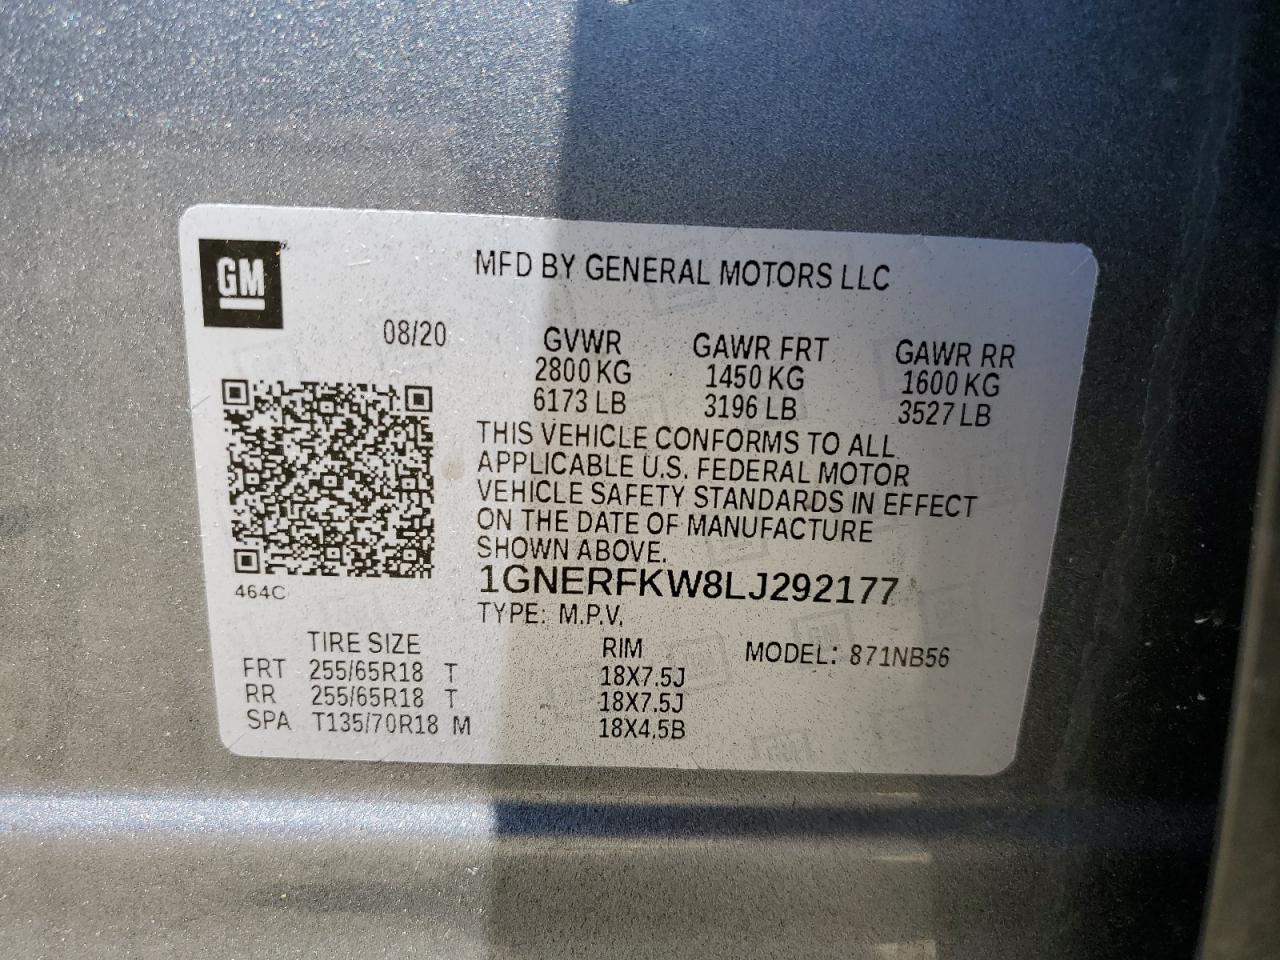 GM
MFD BY GENERAL MOTORS LLC
08/20
GVWR GAWR FRT GAWR RR
2800 KG 1450 KG 1600 KG
6173 LB 3196 LB 3527 LB
THIS VEHICLE CONFORMS TO ALL
APPLICABLE U.S. FEDERAL MOTOR
VEHICLE SAFETY STANDARDS IN EFFECT
ON THE DATE OF MANUFACTURE
SHOWN ABOVE.
1GNERFKW8LJ292177
464C
TYPE: M.P.V.
TIRE SIZE RIM MODEL: 871NB56
FRT 255/65R18 T 18X7.5J
RR 255/65R18 T 18X7.5J
SPA T135/70R18 M 18X4.5B